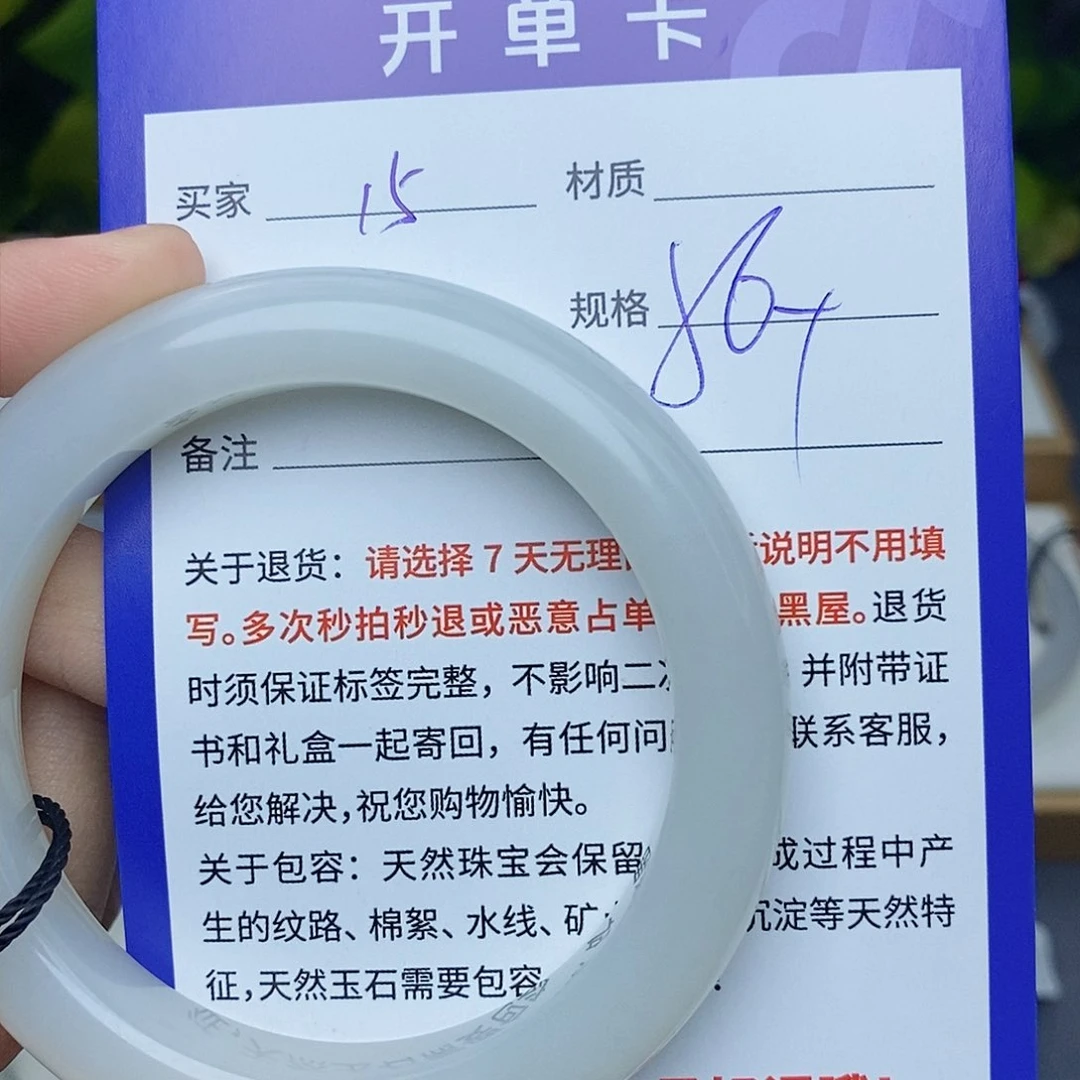 开单卡
买家 15 材质
规格
备注
关于退货：请选择7天无理 说明不用填
写。多次秒拍秒退或恶意占单 黑屋。退货
时须保证标签完整，不影响二 并附带证
书和礼盒一起寄回，有任何问 联系客服，
给您解决，祝您购物愉快。
关于包容：天然珠宝会保留 成过程中产
生的纹路、棉絮、水线、矿 沉淀等天然特
征，天然玉石需要包容